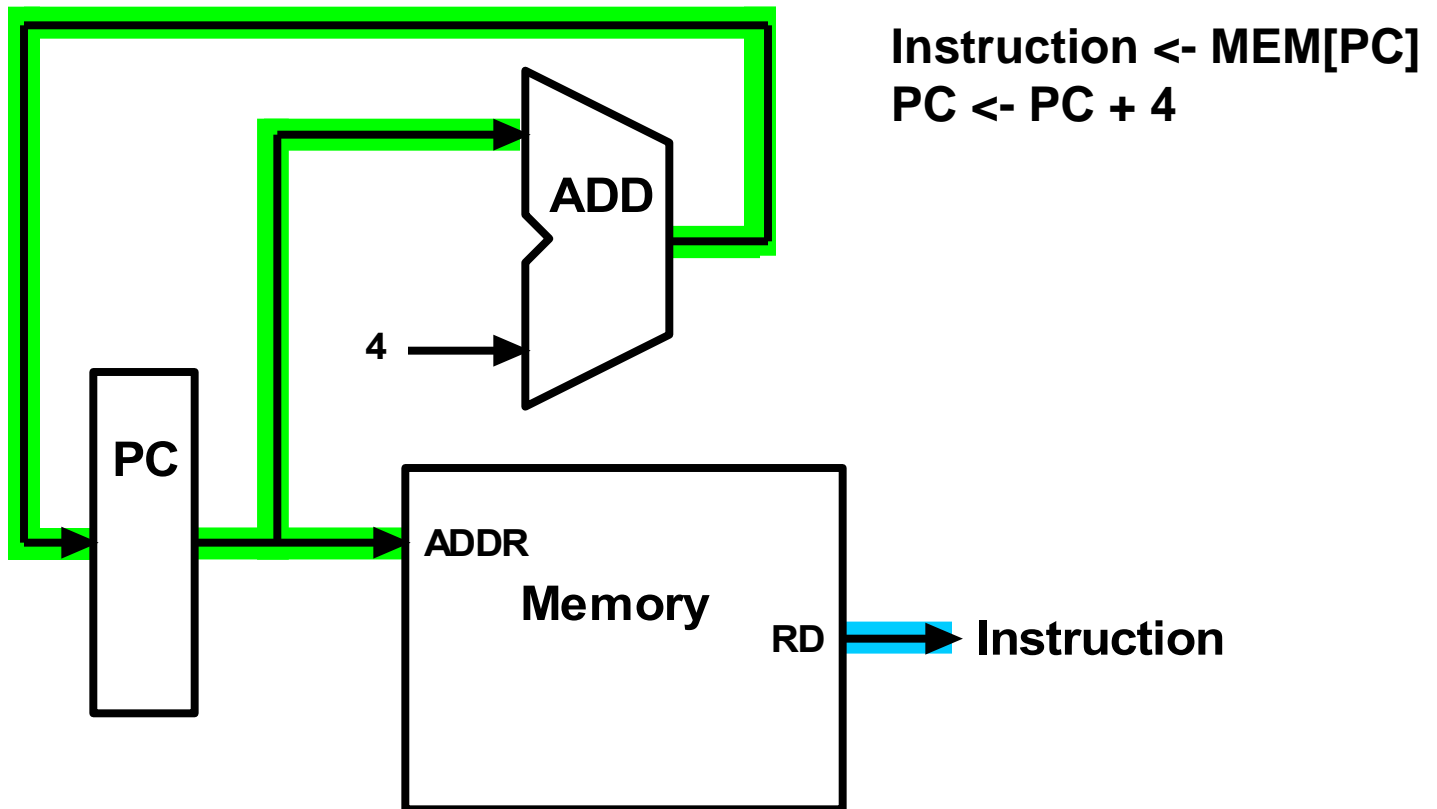 Instruction <- MEM[PC]
PC <- PC + 4
ADD
4
PC
ADDR
Memory
RD
Instruction